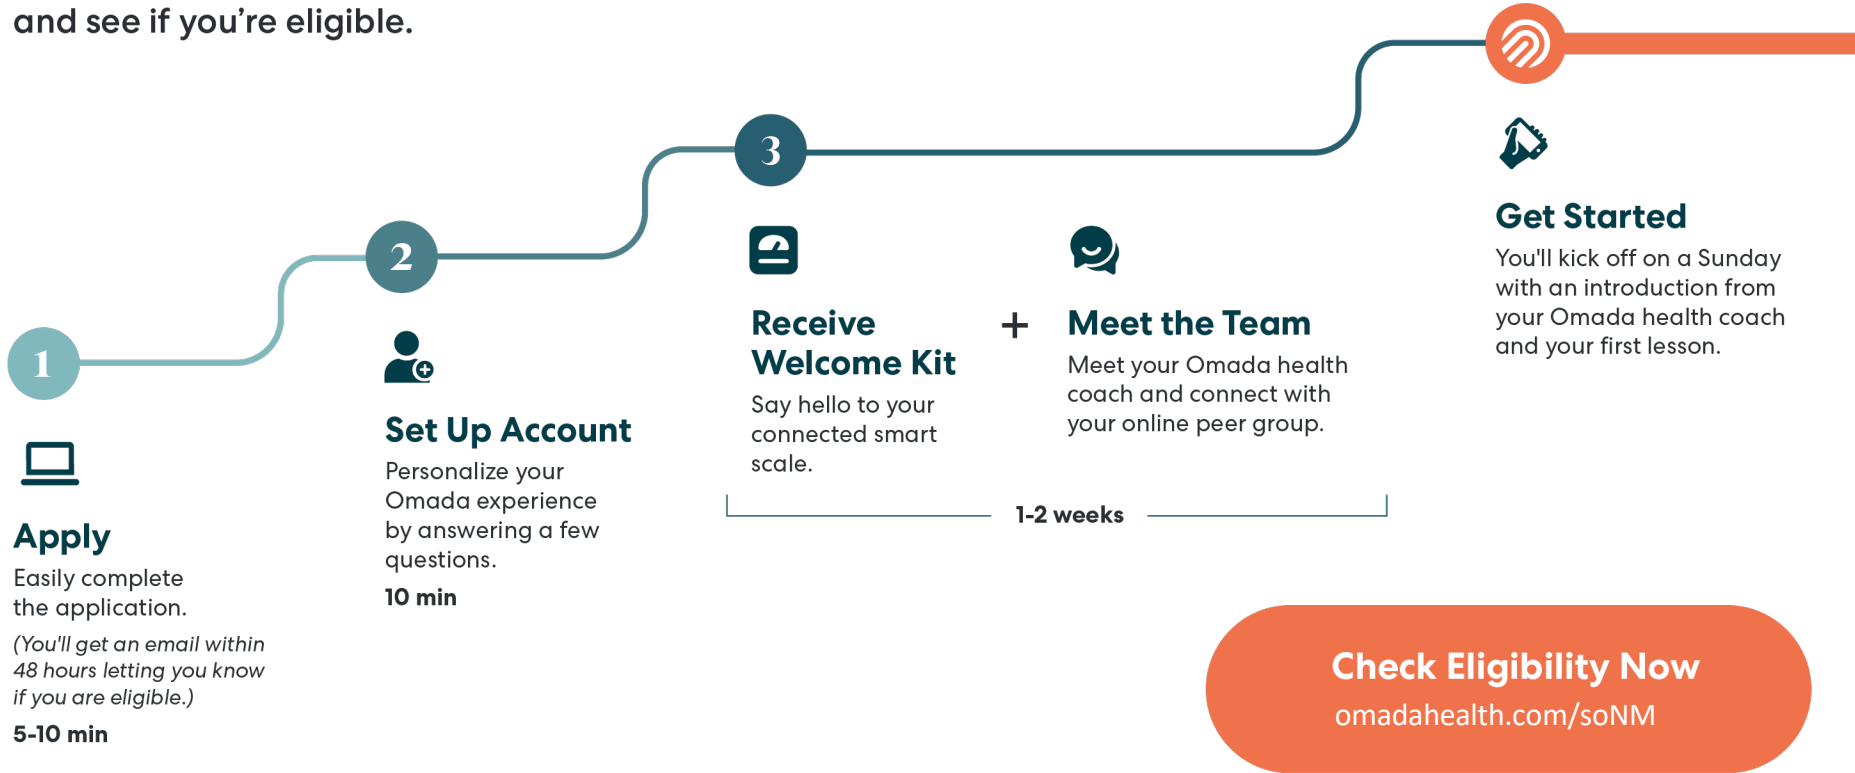 and see if you’re eligible.
1
Apply
Easily complete
the application.
(You'll get an email within
48 hours letting you know
if you are eligible.)
5-10 min
2
Set Up Account
Personalize your
Omada experience
by answering a few
questions.
10 min
3
Receive
Welcome Kit
Say hello to your
connected smart
scale.
+
Meet the Team
Meet your Omada health
coach and connect with
your online peer group.
1-2 weeks
Get Started
You'll kick off on a Sunday
with an introduction from
your Omada health coach
and your first lesson.
Check Eligibility Now
omadahealth.com/soNM